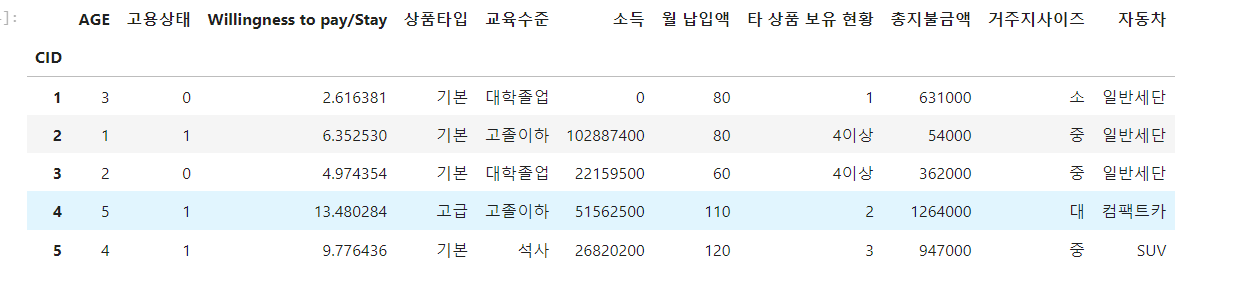 ]:
AGE 고용상태 Willingness to pay/Stay 상품타입 교육수준 소득 월 납입액 타 상품 보유 현황 총지불금액 거주지사이즈 자동차
CID
1 3 0 2.616381 기본 대학졸업 0 80 1 631000 소 일반세단
2 1 1 6.352530 기본 고졸이하 102887400 80 4이상 54000 중 일반세단
3 2 0 4.974354 기본 대학졸업 22159500 60 4이상 362000 중 일반세단
4 5 1 13.480284 고급 고졸이하 51562500 110 2 1264000 대 컴팩트카
5 4 1 9.776436 기본 석사 26820200 120 3 947000 중 SUV